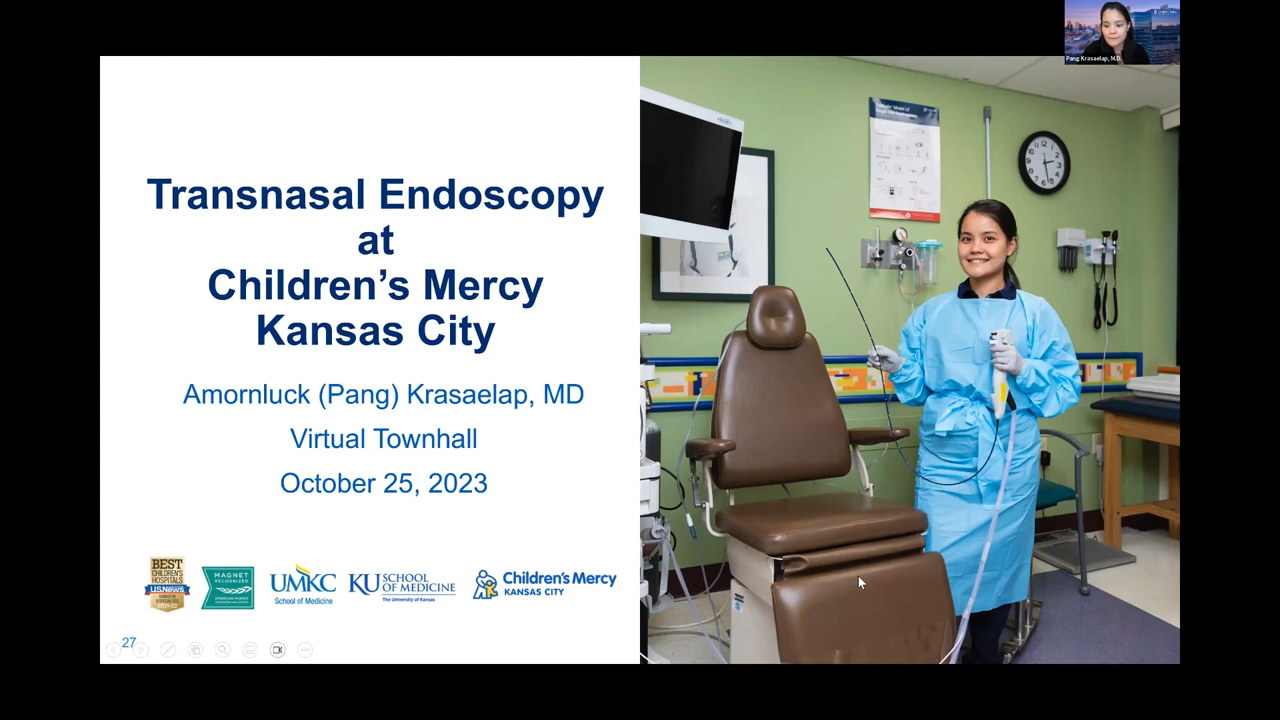 Pang Krasaelap, M.D.
Transnasal Endoscopy
at
Children's Mercy
Kansas City
Amornluck (Pang) Krasaelap, MD
Virtual Townhall
October 25, 2023
BEST
CHILDREN'S
HOSPITALS
U.S.News
2021-22
MAGNET
RECOGNIZED
UMKC
School of Medicine
KU SCHOOL
OF MEDICINE
The University of Kansas
Children's Mercy
KANSAS CITY
27